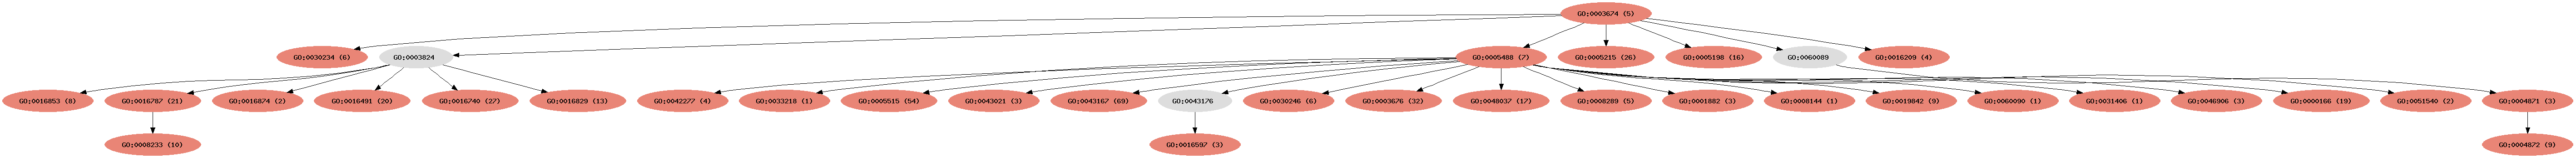 GO:0003674 (5)
GO:0030234 (6)
GO:0003824
GO:0005488 (7)
GO:0005215 (26)
GO:0005198 (16)
GO:0060089
GO:0016209 (4)
GO:0016853 (8)
GO:0016787 (21)
GO:0016874 (2)
GO:0016491 (20)
GO:0016740 (27)
GO:0016829 (13)
GO:0042277 (4)
GO:0033218 (1)
GO:0005515 (54)
GO:0043021 (3)
GO:0043167 (69)
GO:0043176
GO:0030246 (6)
GO:0003676 (32)
GO:0048037 (17)
GO:0008289 (5)
GO:0001882 (3)
GO:0008144 (1)
GO:0019842 (9)
GO:0060090 (1)
GO:0031406 (1)
GO:0046906 (3)
GO:0000166 (19)
GO:0051540 (2)
GO:0004871 (3)
GO:0008233 (10)
GO:0016597 (3)
GO:0004872 (9)